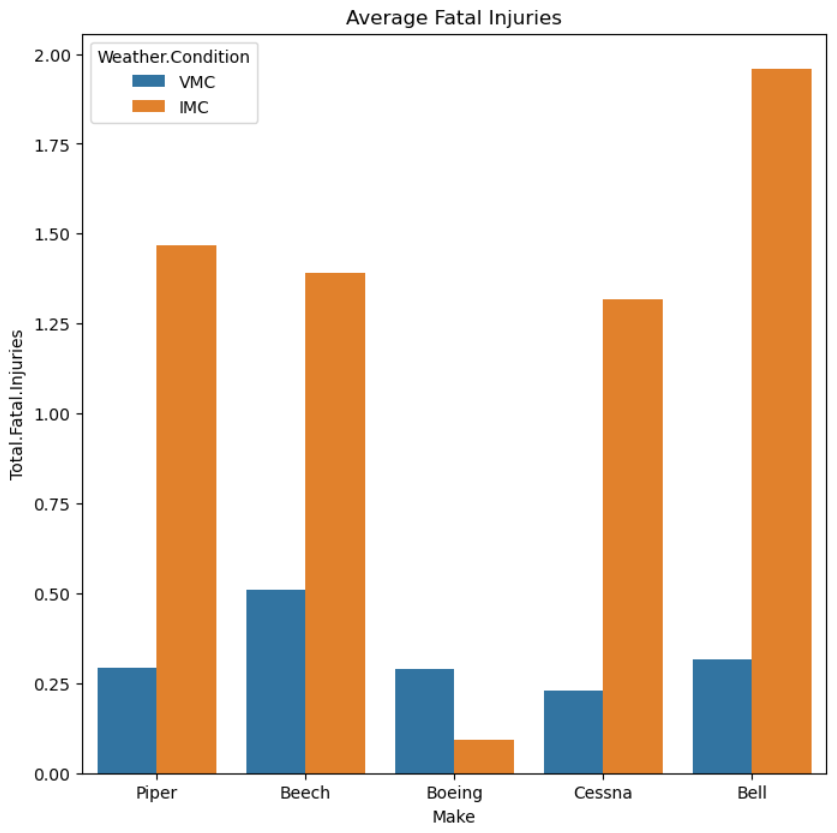 Average Fatal Injuries
Weather.Condition
VMC
IMC
Total.Fatal.Injuries
2.00
1.75
1.50
1.25
1.00
0.75
0.50
0.25
0.00
Piper Beech Boeing Cessna Bell
Make